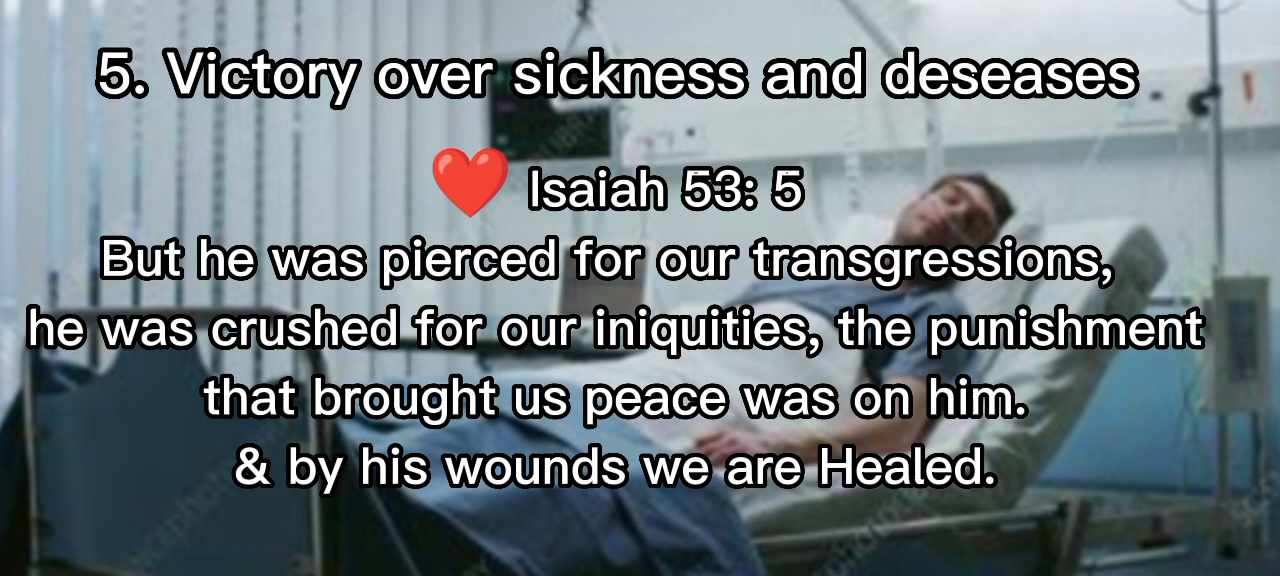 5. Victory over sickness and deseases
❤️ Isaiah 53: 5
But he was pierced for our transgressions,
he was crushed for our iniquities, the punishment
that brought us peace was on him.
& by his wounds we are Healed.